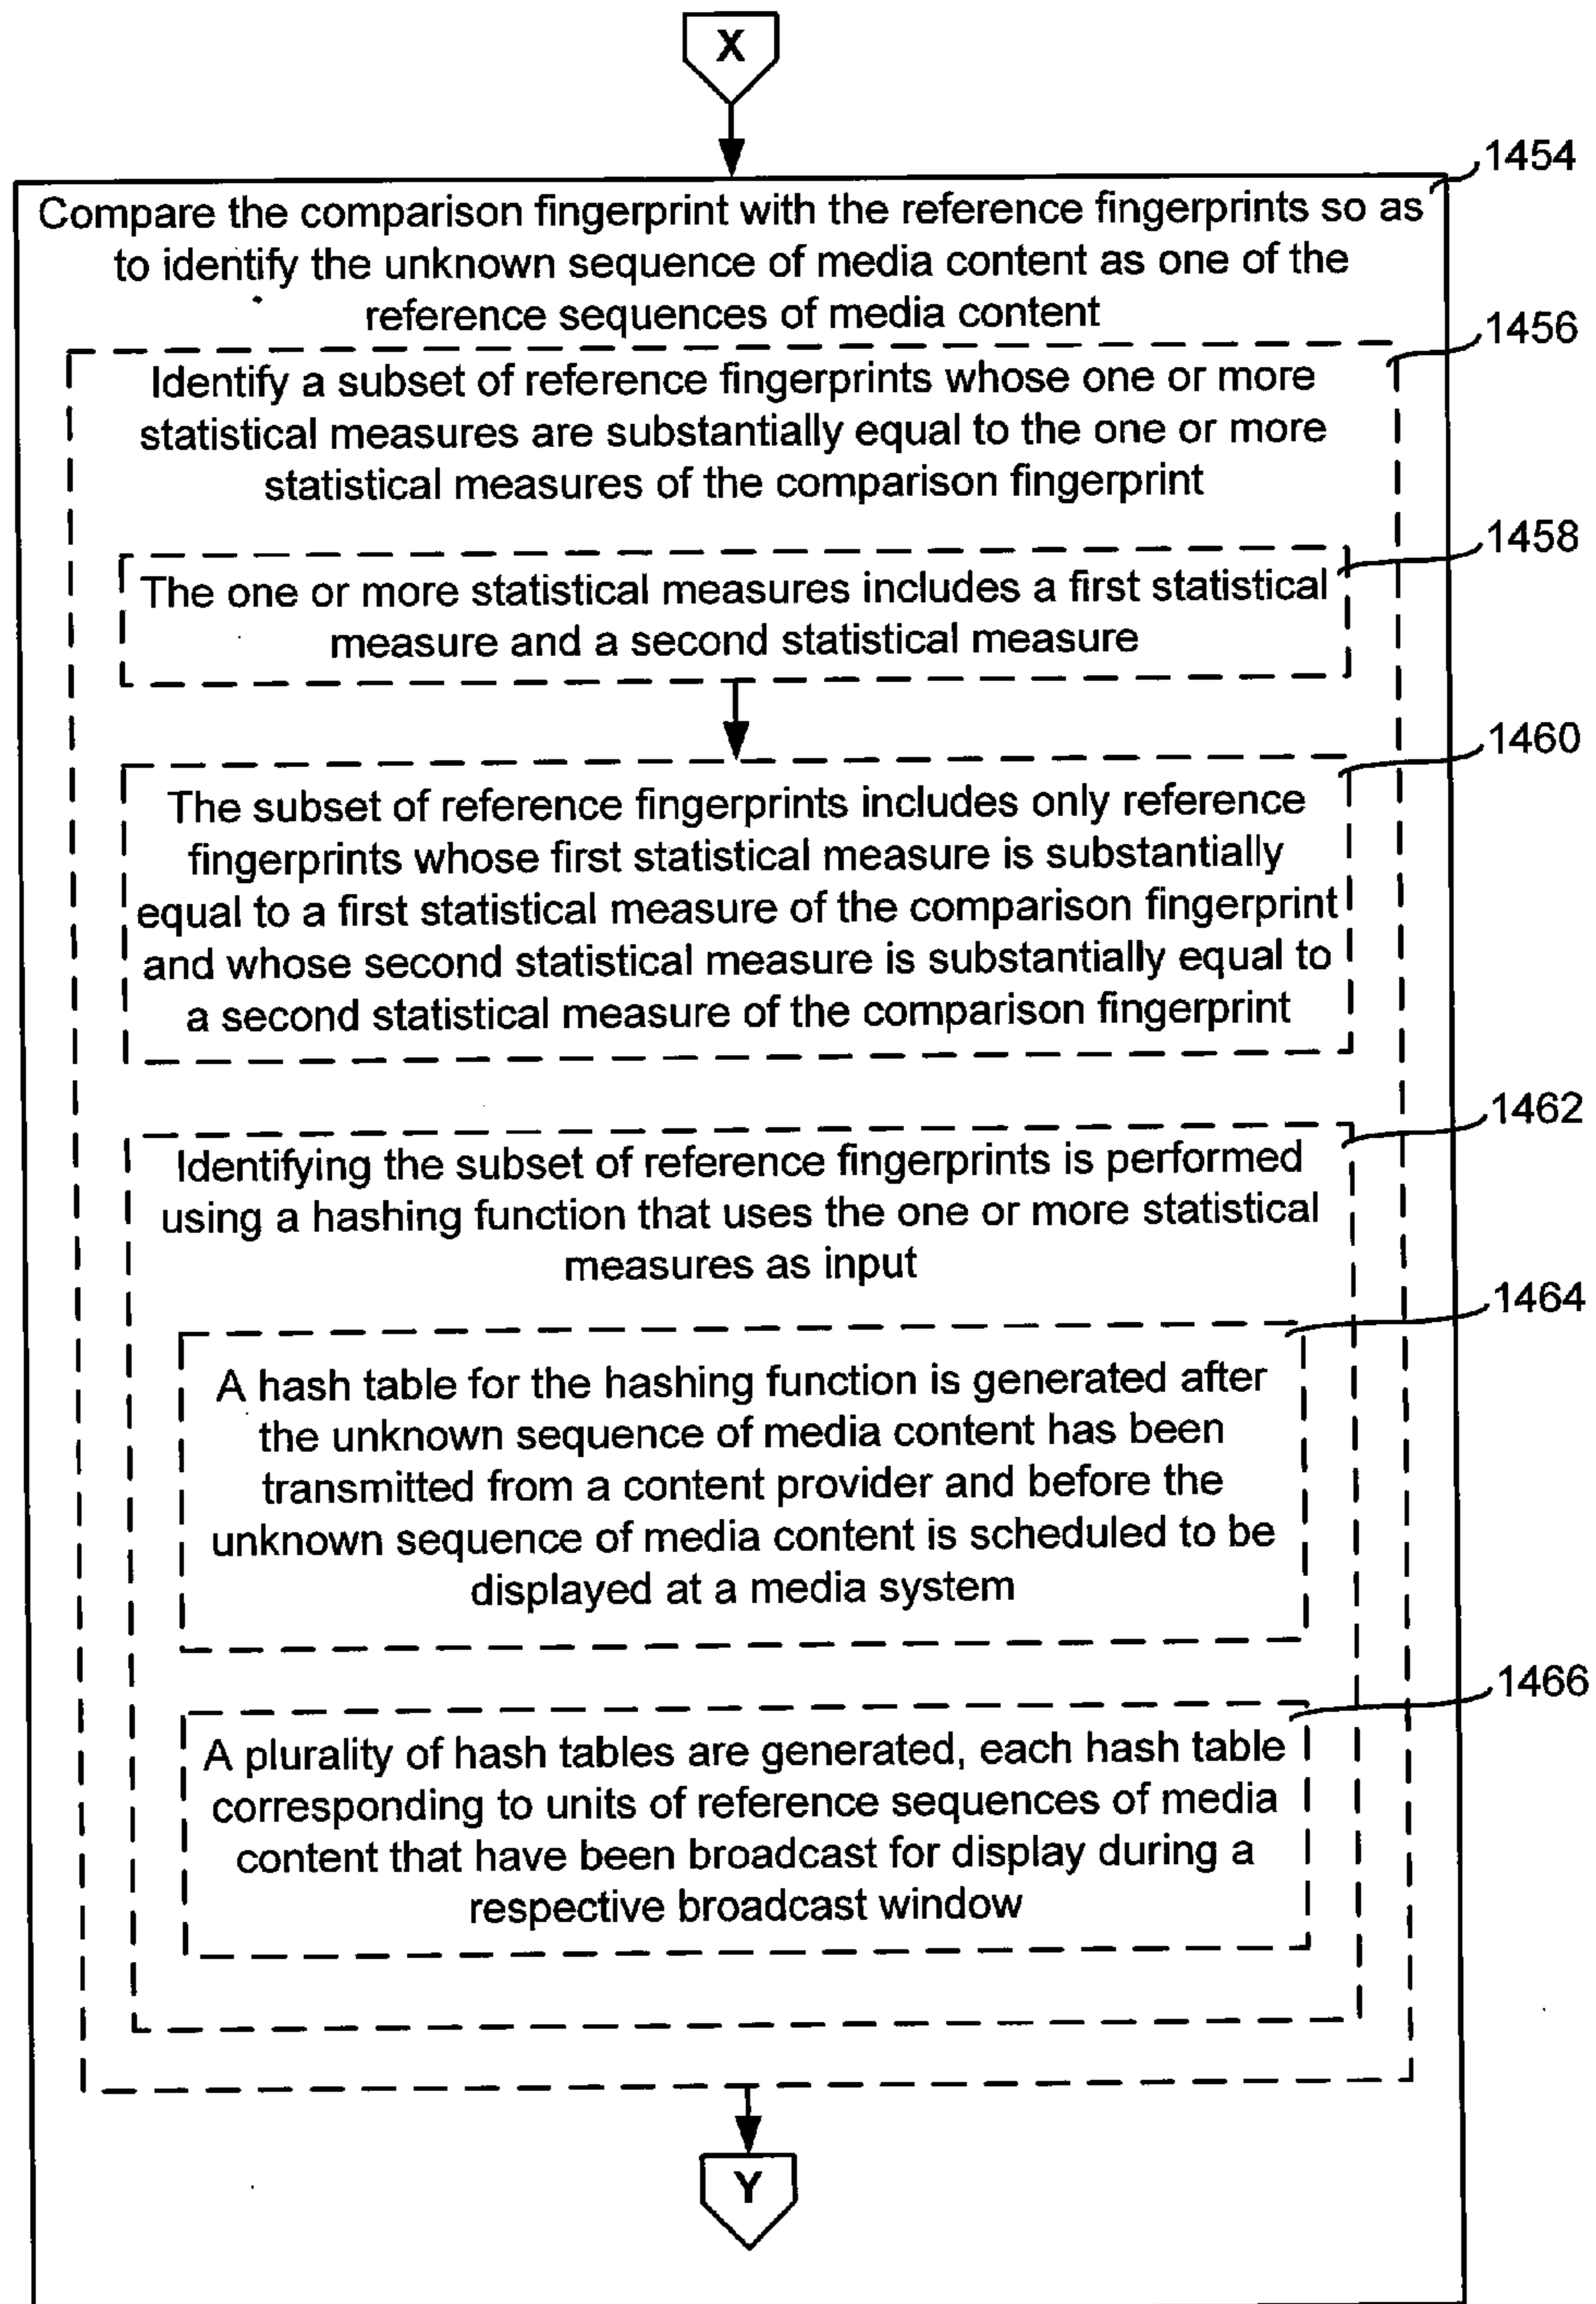 X
1454
Compare the comparison fingerprint with the reference fingerprints so as
to identify the unknown sequence of media content as one of the
reference sequences of media content
1456
Identify a subset of reference fingerprints whose one or more
statistical measures are substantially equal to the one or more
statistical measures of the comparison fingerprint
1458
The one or more statistical measures includes a first statistical
measure and a second statistical measure
1460
The subset of reference fingerprints includes only reference
fingerprints whose first statistical measure is substantially
equal to a first statistical measure of the comparison fingerprint
and whose second statistical measure is substantially equal to
a second statistical measure of the comparison fingerprint
1462
Identifying the subset of reference fingerprints is performed
using a hashing function that uses the one or more statistical
measures as input
1464
A hash table for the hashing function is generated after
the unknown sequence of media content has been
transmitted from a content provider and before the
unknown sequence of media content is scheduled to be
displayed at a media system
1466
A plurality of hash tables are generated, each hash table
corresponding to units of reference sequences of media
content that have been broadcast for display during a
respective broadcast window
Y